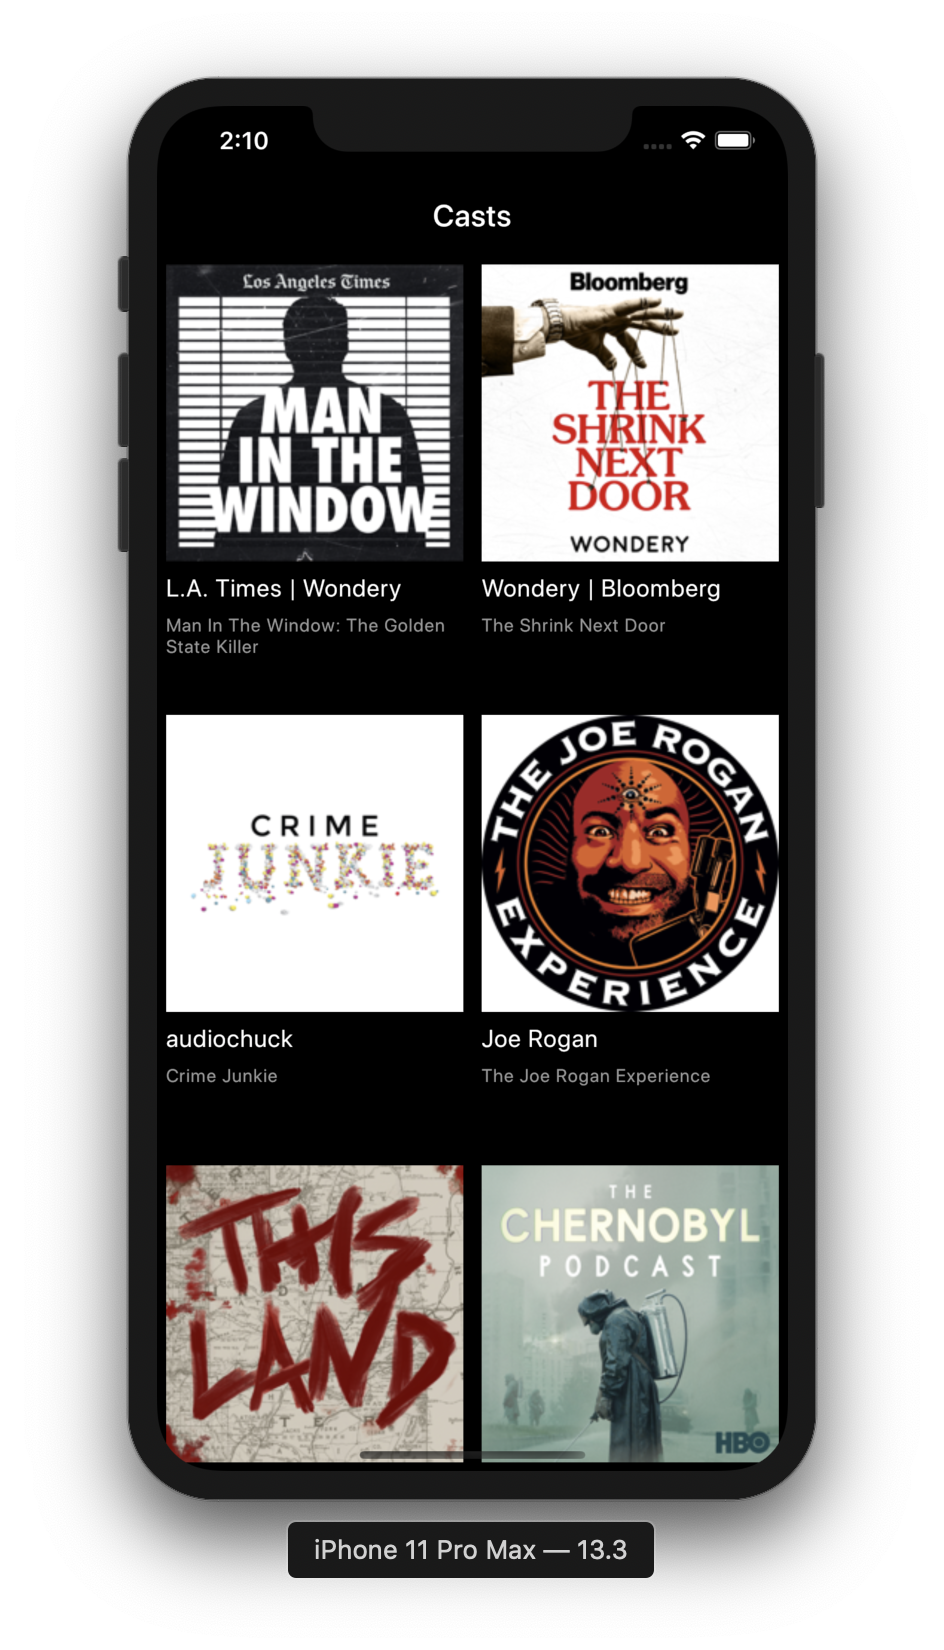 2:10
Casts
Los Angeles Times
MAN
IN THE
WINDOW
Bloomberg
THE
SHRINK
NEXT
DOOR
WONDERY
L.A. Times | Wondery
Man In The Window: The Golden
State Killer
Wondery | Bloomberg
The Shrink Next Door
CRIME
JUNKIE
THE JOE ROGAN
EXPERIENCE
audiochuck
Crime Junkie
Joe Rogan
The Joe Rogan Experience
THIS
LAND
THE
CHERNOBYL
PODCAST
HBO
iPhone 11 Pro Max — 13.3